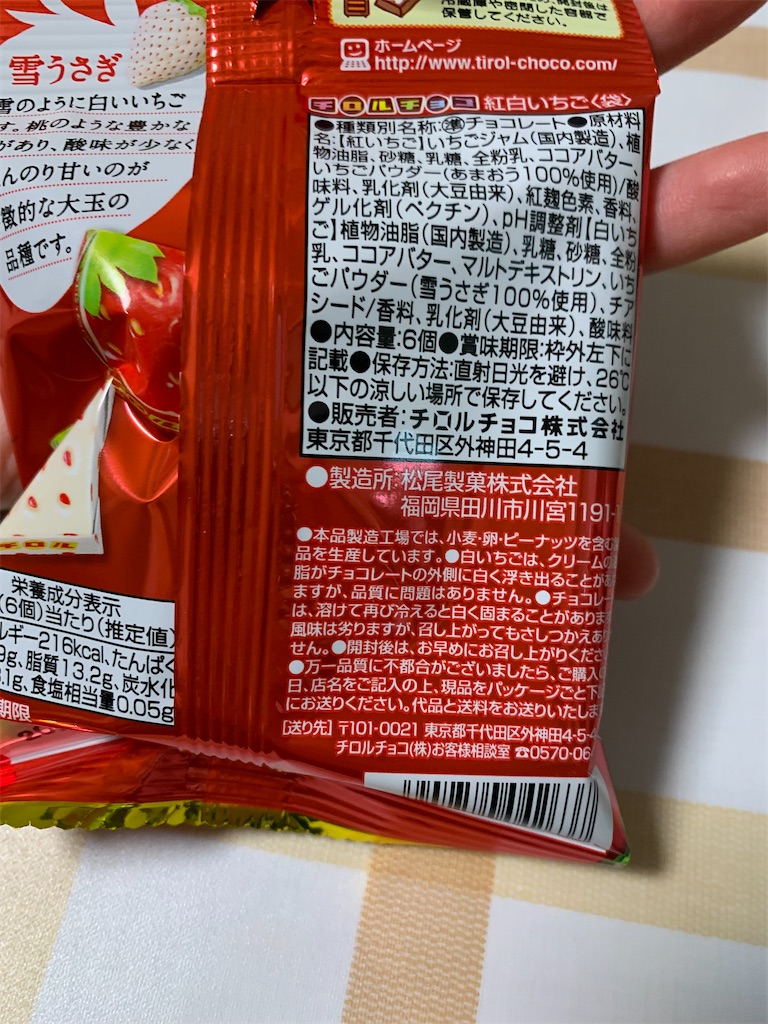 雪うさぎ
雪のように白いいちご
す。桃のような豊かな
があり、酸味が少なく
んのり甘いのが
徴的な大玉の
品種です。
チロル
栄養成分表示
(6個)当たり(推定値)
ルギー216kcal、たんぱく
9g、脂質13.2g、炭水化
.1g、食塩相当量0.05g
期限
冷蔵庫や密閉した容器で
保管してください。
ホームページ
http://www.tirol-choco.com/
チロルチョコ 紅白いちご〈袋〉
●種類別名称:準チョコレート●原材料
名:【紅いちご】いちごジャム(国内製造)、植
物油脂、砂糖、乳糖、全粉乳、ココアバター、
いちごパウダー(あまおう100%使用)/酸
味料、乳化剤(大豆由来)、紅麹色素、香料、
ゲル化剤(ペクチン)、pH調整剤【白いち
ご】植物油脂(国内製造)、乳糖、砂糖、全粉
乳、ココアバター、マルトデキストリン、いち
ごパウダー(雪うさぎ100%使用)、チア
シード/香料、乳化剤(大豆由来)、酸味料
●内容量:6個●賞味期限:枠外左下に
記載●保存方法:直射日光を避け、26℃
以下の涼しい場所で保存してください。
●販売者:チロルチョコ株式会社
東京都千代田区外神田4-5-4
●製造所:松尾製菓株式会社
福岡県田川市川宮1191-
●本品製造工場では、小麦・卵・ピーナッツを含む
品を生産しています。●白いちごは、クリームの
脂がチョコレートの外側に白く浮き出ることがあ
ますが、品質に問題はありません。●チョコレー
は、溶けて再び冷えると白く固まることがありま
風味は劣りますが、召し上がってもさしつかえあ
せん。●開封後は、お早めにお召し上がりくださ
●万一品質に不都合がございましたら、ご購入
日、店名をご記入の上、現品をパッケージごと下
にお送りください。代品と送料をお送りいたしま
[送り先] 〒101-0021 東京都千代田区外神田4-5-4
チロルチョコ(株)お客様相談室 ☎0570-06